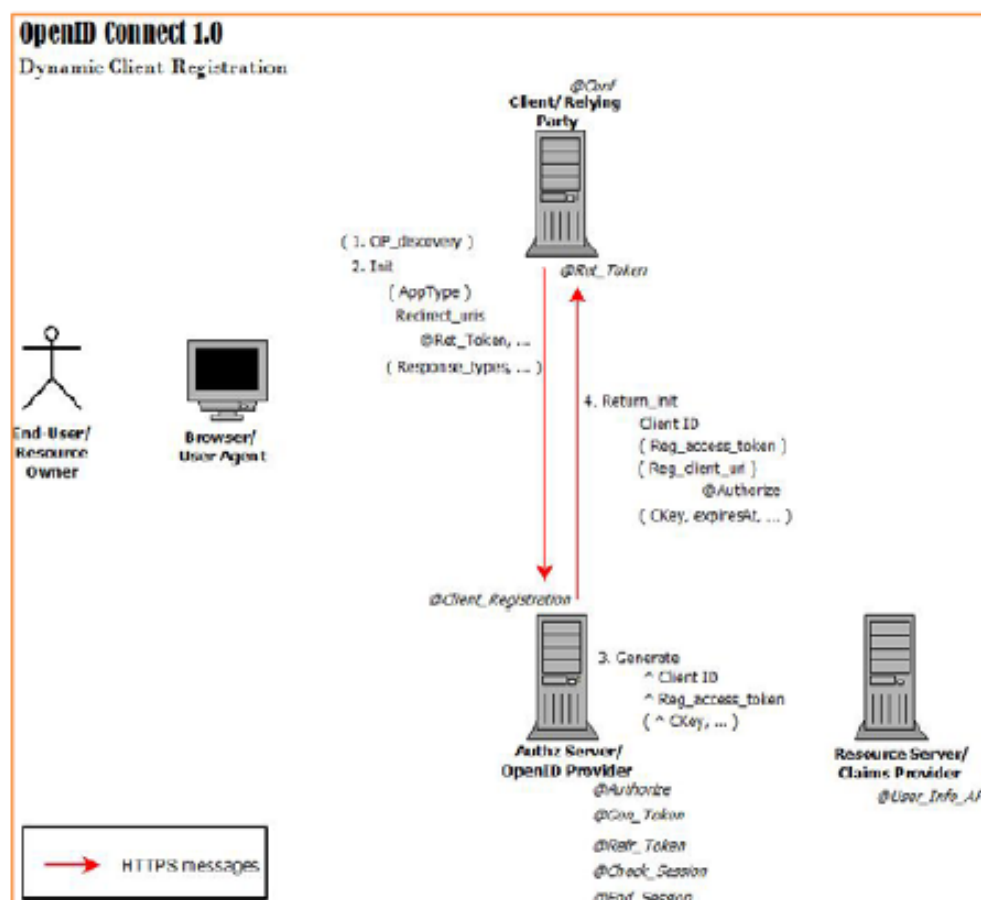 OpenID Connect 1.0
Dynamic Client Registration
@Conf
Client/Relying
Party
( 1. OP_discovery )
2. Init
( AppType )
Redirect_uris
@Ret_Token, ...
( Response_types, ... )
@Ret_Token
4. Return_init
Client ID
( Reg_access_token )
( Reg_client_uri )
@Authorize
( CKey, expiresAt, ... )
End-User/
Resource
Owner
Browser/
User Agent
@Client_Registration
3. Generate
^ Client ID
^ Reg_access_token
( ^ CKey, ... )
Authz Server/
OpenID Provider
@Authorize
@Gen_Token
@Refr_Token
@Check_Session
@End_Session
Resource Server/
Claims Provider
@User_Info_AP
HTTPS messages